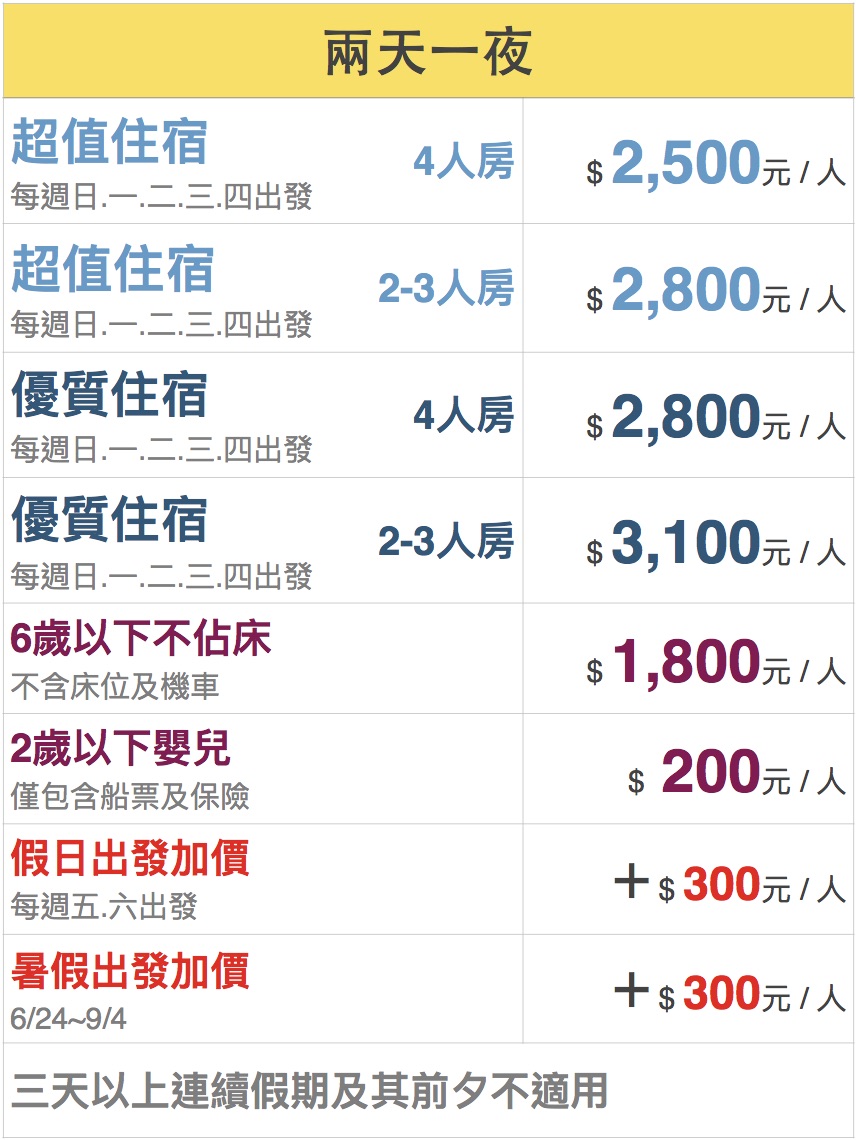 兩天一夜
超值住宿 4人房 $ 2,500元 / 人
每週日.一.二.三.四出發
超值住宿 2-3人房 $ 2,800元 / 人
每週日.一.二.三.四出發
優質住宿 4人房 $ 2,800元 / 人
每週日.一.二.三.四出發
優質住宿 2-3人房 $ 3,100元 / 人
每週日.一.二.三.四出發
6歲以下不佔床 $ 1,800元 / 人
不含床位及機車
2歲以下嬰兒 $ 200元 / 人
僅包含船票及保險
假日出發加價 +$ 300元 / 人
每週五.六出發
暑假出發加價 +$ 300元 / 人
6/24~9/4
三天以上連續假期及其前夕不適用